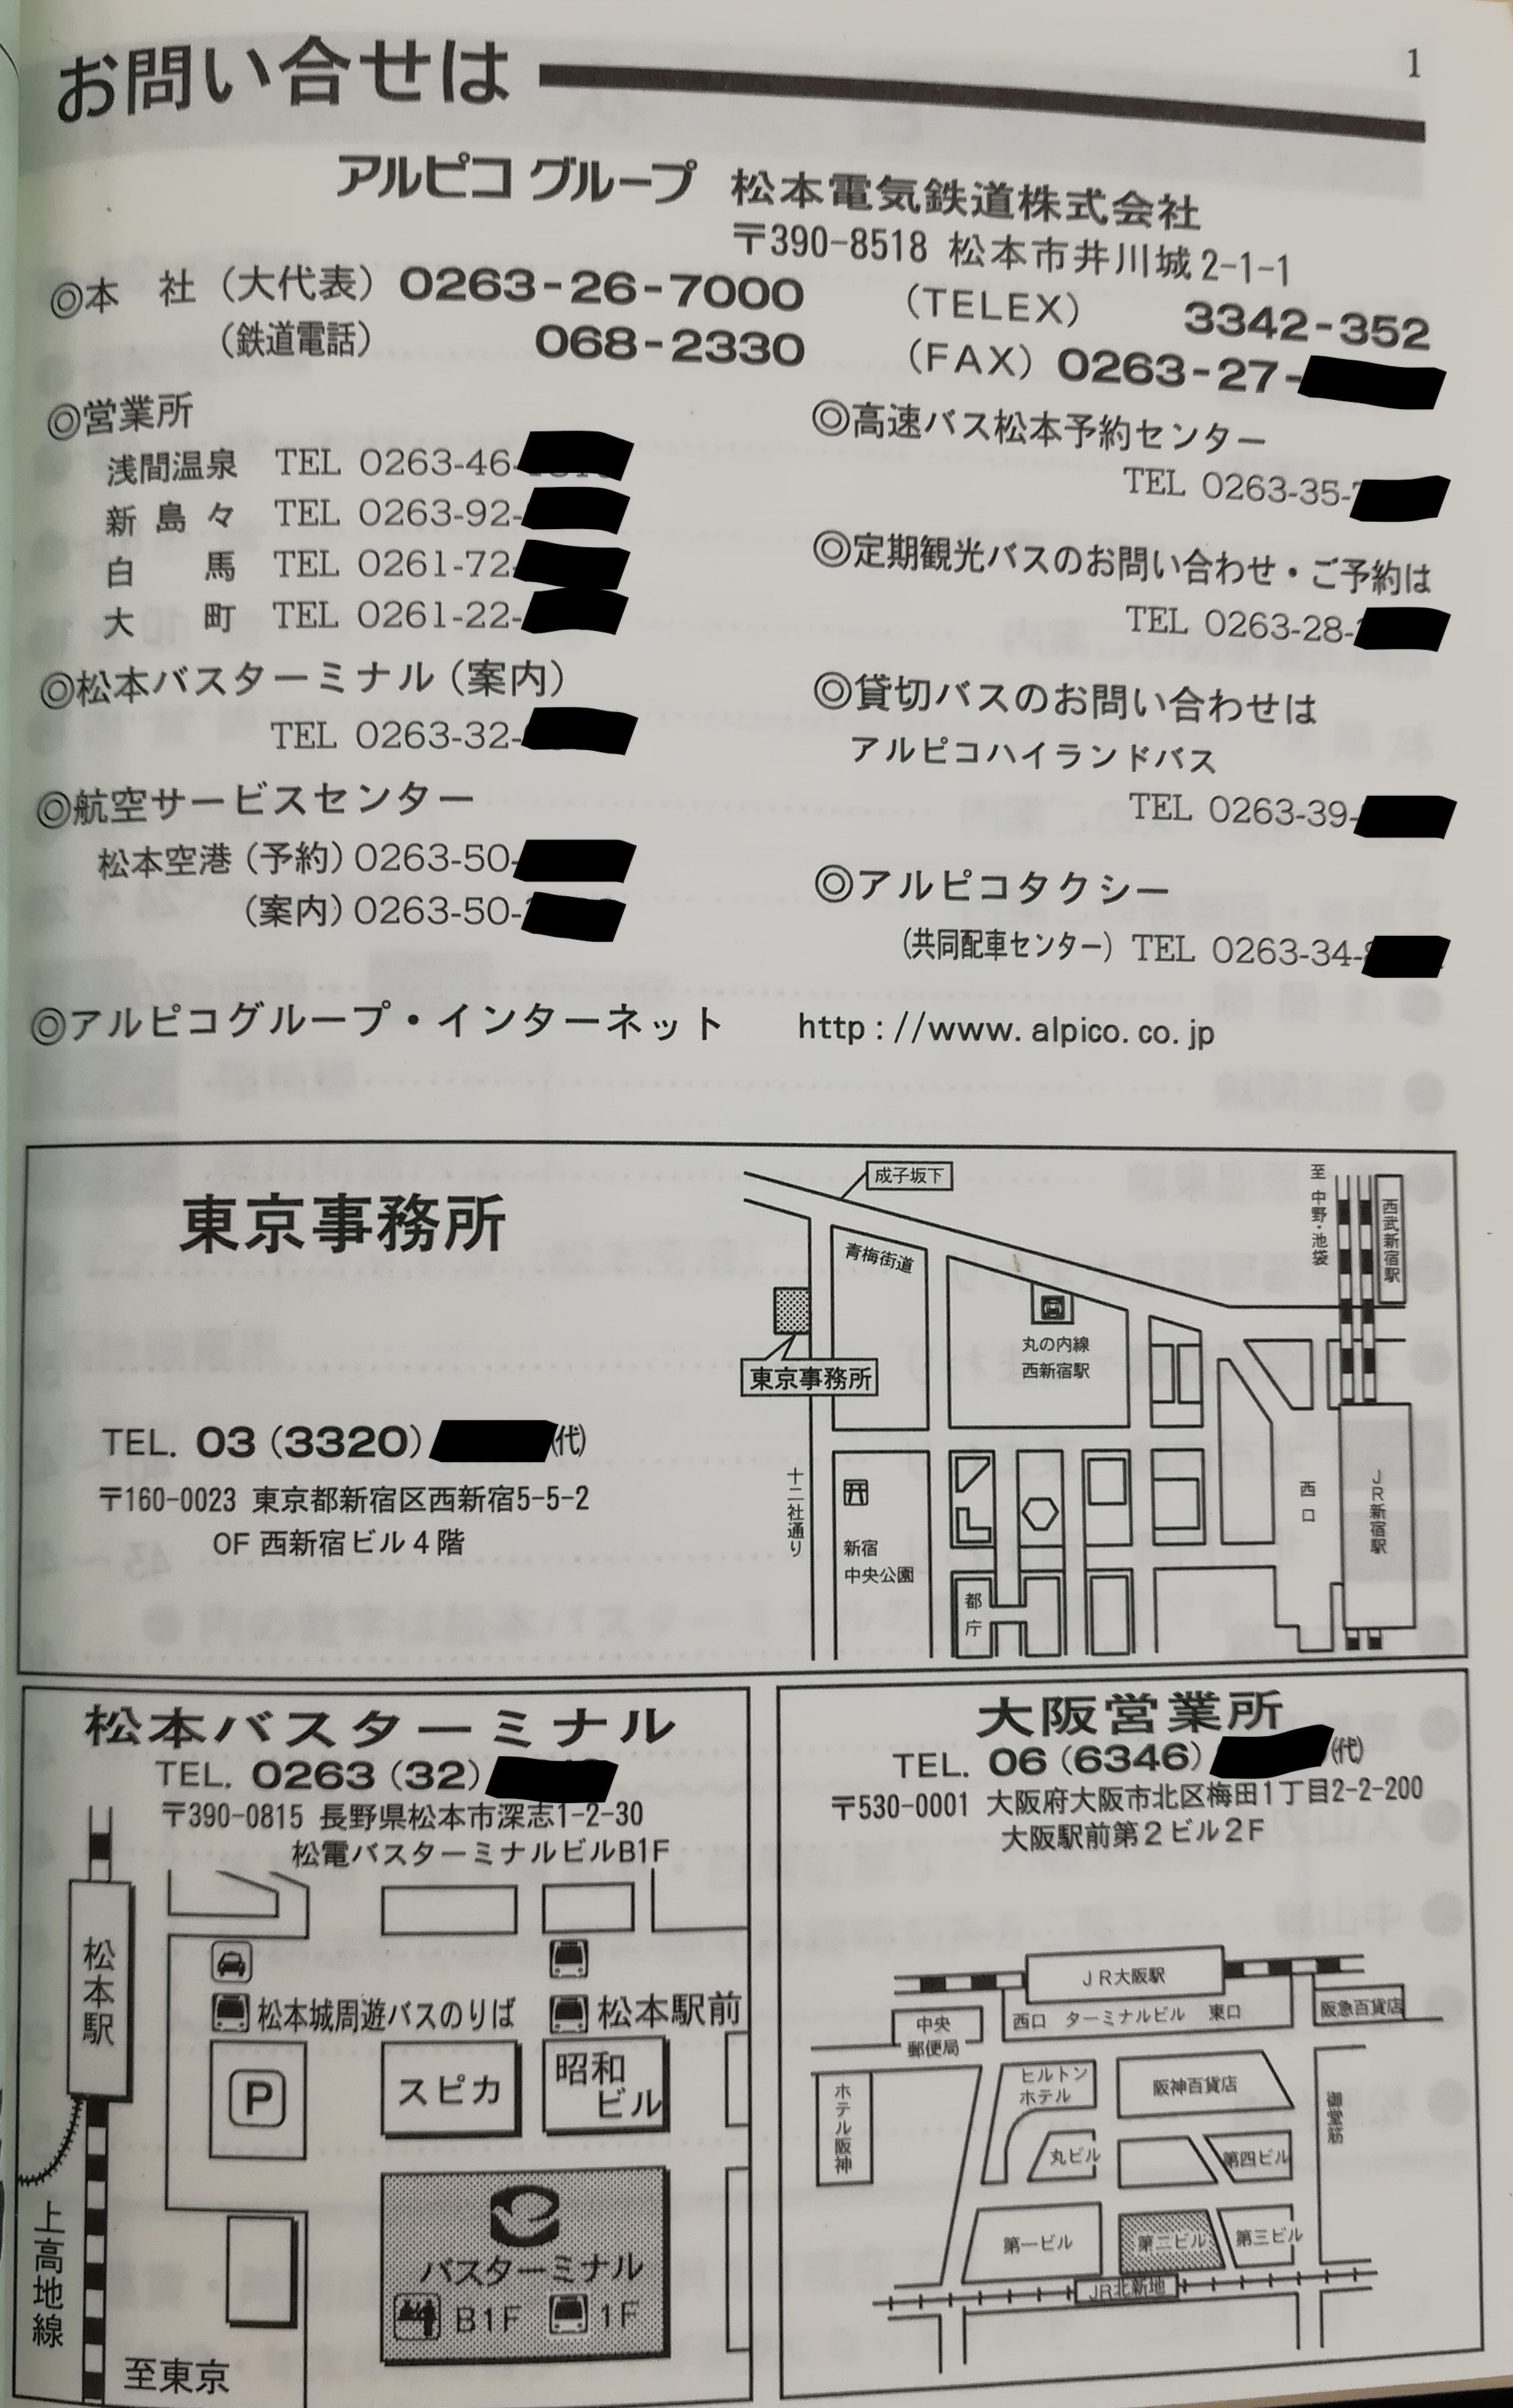 1
お問い合せは
アルピコ グループ 松本電気鉄道株式会社
〒390-8518 松本市井川城2-1-1
◎本 社（大代表）0263-26-7000
（鉄道電話） 068-2330
（TELEX） 3342-352
（FAX）0263-27-
◎営業所
浅間温泉 TEL 0263-46-
新島々 TEL 0263-92-
白馬 TEL 0261-72-
大町 TEL 0261-22-
◎松本バスターミナル（案内）
TEL 0263-32-
◎航空サービスセンター
松本空港（予約）0263-50-
（案内）0263-50-
◎高速バス松本予約センター
TEL 0263-35-
◎定期観光バスのお問い合わせ・ご予約は
TEL 0263-28-
◎貸切バスのお問い合わせは
アルピコハイランドバス
TEL 0263-39-
◎アルピコタクシー
（共同配車センター）TEL 0263-34-
◎アルピコグループ・インターネット http://www.alpico.co.jp
東京事務所
TEL. 03（3320） ㈹
〒160-0023 東京都新宿区西新宿5-5-2
OF 西新宿ビル4階
成子坂下
青梅街道
至中野・池袋
西武新宿駅
丸の内線
西新宿駅
東京事務所
十二社通り
新宿
中央公園
都庁
西口
JR新宿駅
松本バスターミナル
TEL. 0263（32）
〒390-0815 長野県松本市深志1-2-30
松電バスターミナルビルB1F
松本駅
松本城周遊バスのりば
松本駅前
P
スピカ
昭和
ビル
バスターミナル
B1F 1F
上高地線
至東京
大阪営業所
TEL. 06（6346） ㈹
〒530-0001 大阪府大阪市北区梅田1丁目2-2-200
大阪駅前第2ビル2F
JR大阪駅
西口 ターミナルビル 東口
阪急百貨店
中央
郵便局
ヒルトン
ホテル
阪神百貨店
ホテル阪神
御堂筋
丸ビル
第四ビル
第一ビル
第二ビル
第三ビル
JR北新地